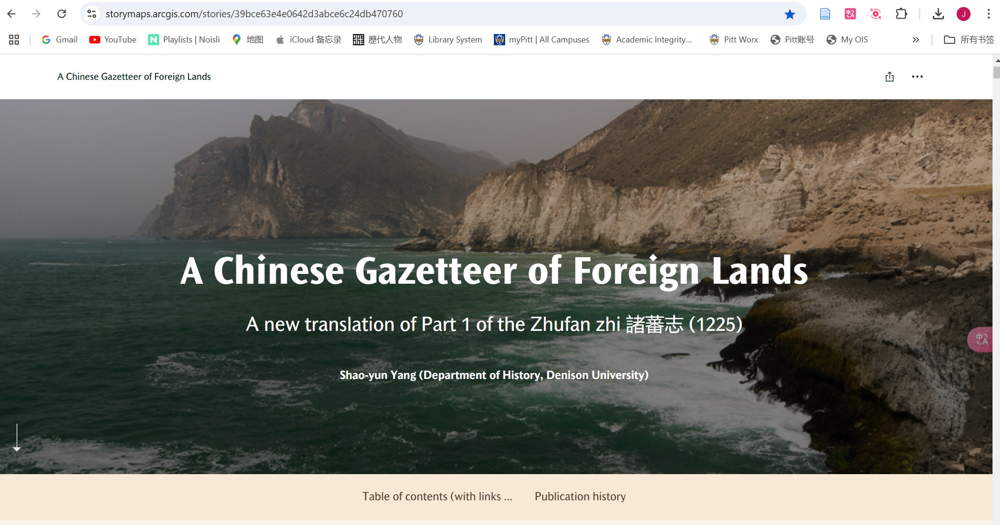 storymaps.arcgis.com/stories/39bce63e4e0642d3abce6c24db470760
J
Gmail YouTube Playlists | Noisli 地图 iCloud 备忘录 歷代人物 Library System myPitt | All Campuses Academic Integrity... Pitt Worx Pitt账号 My OIS » 所有书签
A Chinese Gazetteer of Foreign Lands
A Chinese Gazetteer of Foreign Lands
A new translation of Part 1 of the Zhufan zhi 諸蕃志 (1225)
中A
Shao-yun Yang (Department of History, Denison University)
Table of contents (with links ... Publication history